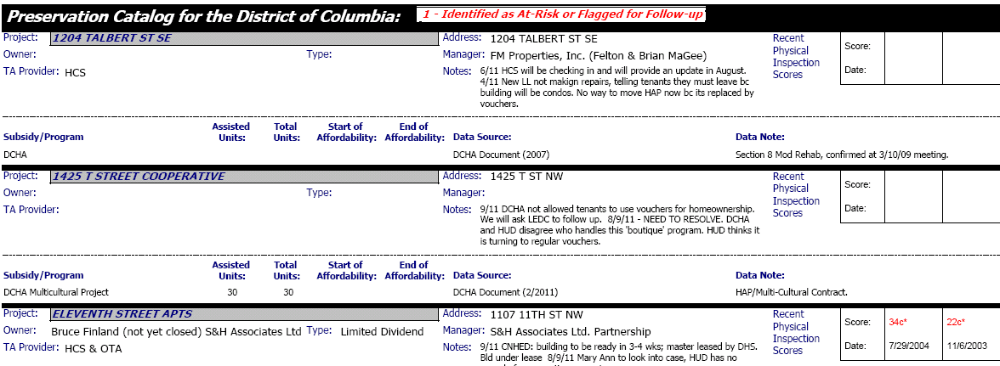 Preservation Catalog for the District of Columbia: 1 - Identified as At-Risk or Flagged for Follow-up
Project: 1204 TALBERT ST SE Address: 1204 TALBERT ST SE Recent Physical Inspection Scores Score:
Owner: Type: Manager: FM Properties, Inc. (Felton & Brian MaGee)
TA Provider: HCS Notes: 6/11 HCS will be checking in and will provide an update in August. Date:
4/11 New LL not makign repairs, telling tenants they must leave bc
building will be condos. No way to move HAP now bc its replaced by
vouchers.
Subsidy/Program Assisted Units: Total Units: Start of Affordability: End of Affordability: Data Source: Data Note:
DCHA DCHA Document (2007) Section 8 Mod Rehab, confirmed at 3/10/09 meeting.
Project: 1425 T STREET COOPERATIVE Address: 1425 T ST NW Recent Physical Inspection Scores Score:
Owner: Type: Manager:
TA Provider: Notes: 9/11 DCHA not allowed tenants to use vouchers for homeownership. Date:
We will ask LEDC to follow up. 8/9/11 - NEED TO RESOLVE. DCHA
and HUD disagree who handles this 'boutique' program. HUD thinks it
is turning to regular vouchers.
Subsidy/Program Assisted Units: Total Units: Start of Affordability: End of Affordability: Data Source: Data Note:
DCHA Multicultural Project 30 30 DCHA Document (2/2011) HAP/Multi-Cultural Contract.
Project: ELEVENTH STREET APTS Address: 1107 11TH ST NW Recent Physical Inspection Scores Score: 34c* 22c*
Owner: Bruce Finland (not yet closed) S&H Associates Ltd Type: Limited Dividend Manager: S&H Associates Ltd. Partnership
TA Provider: HCS & OTA Notes: 9/11 CNHED: building to be ready in 3-4 wks; master leased by DHS. Date: 7/29/2004 11/6/2003
Bld under lease 8/9/11 Mary Ann to look into case, HUD has no